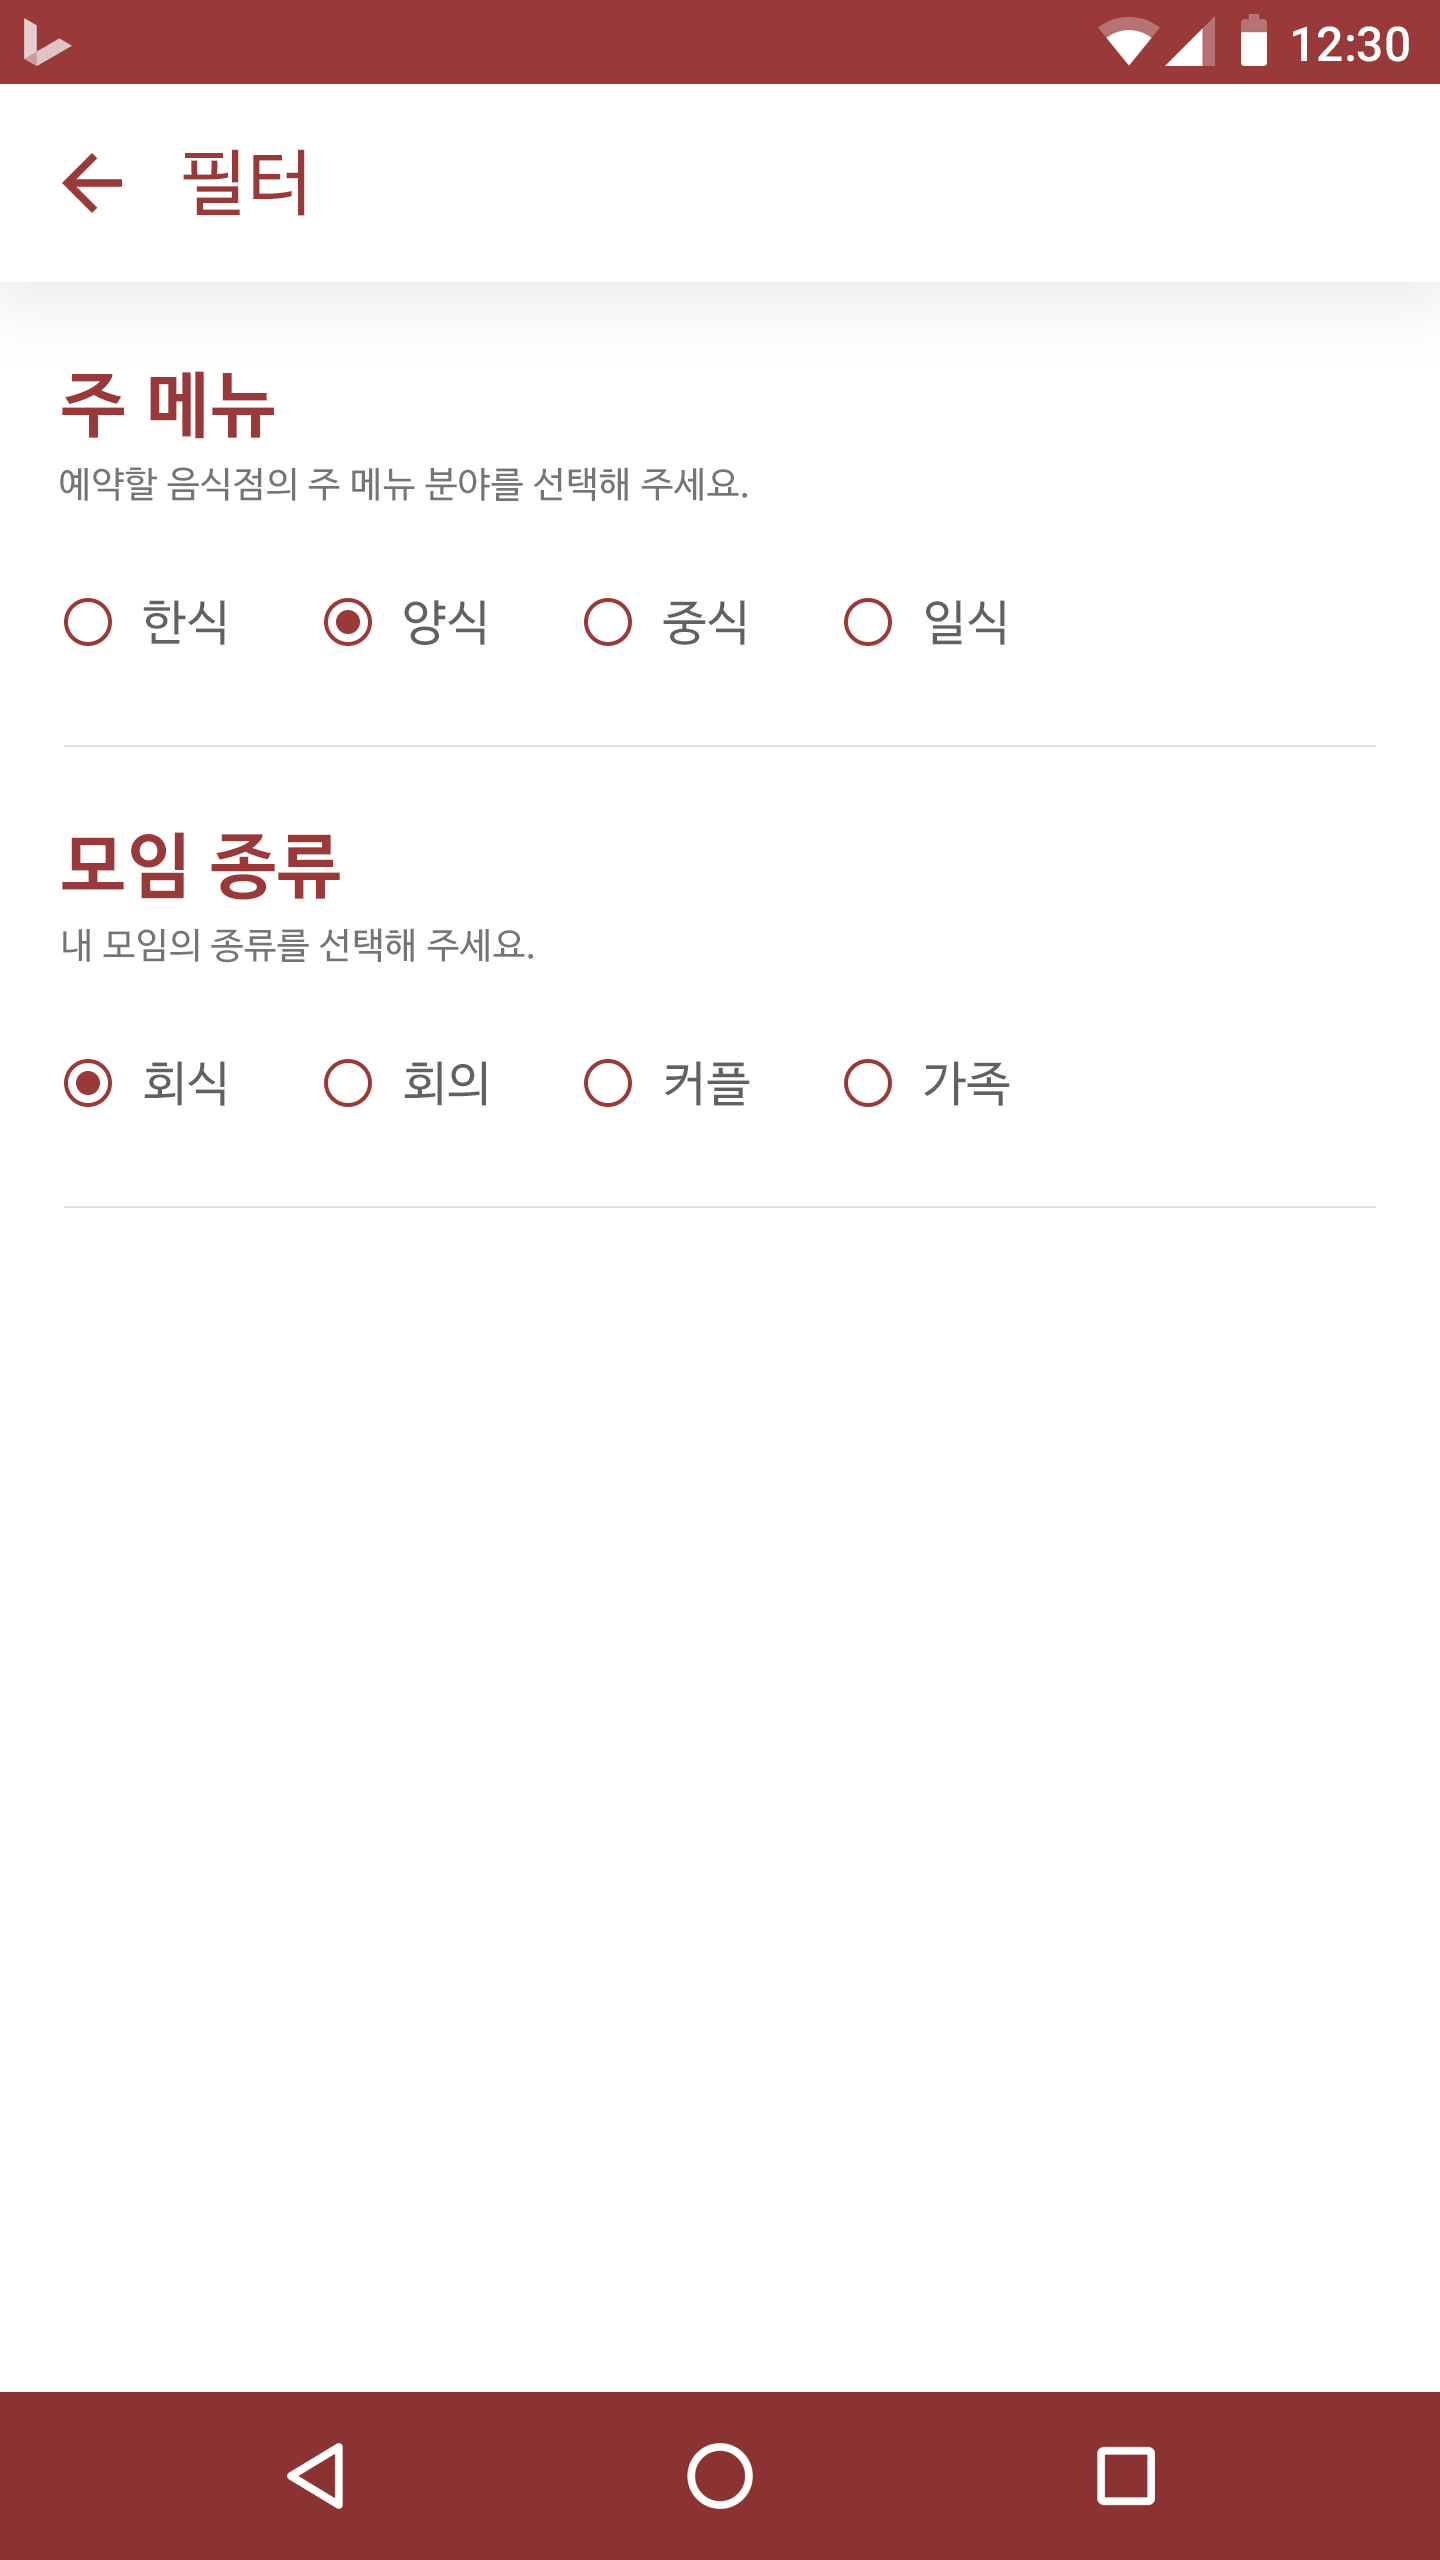 12:30
필터
주 메뉴
예약할 음식점의 주 메뉴 분야를 선택해 주세요.
한식 양식 중식 일식
모임 종류
내 모임의 종류를 선택해 주세요.
회식 회의 커플 가족